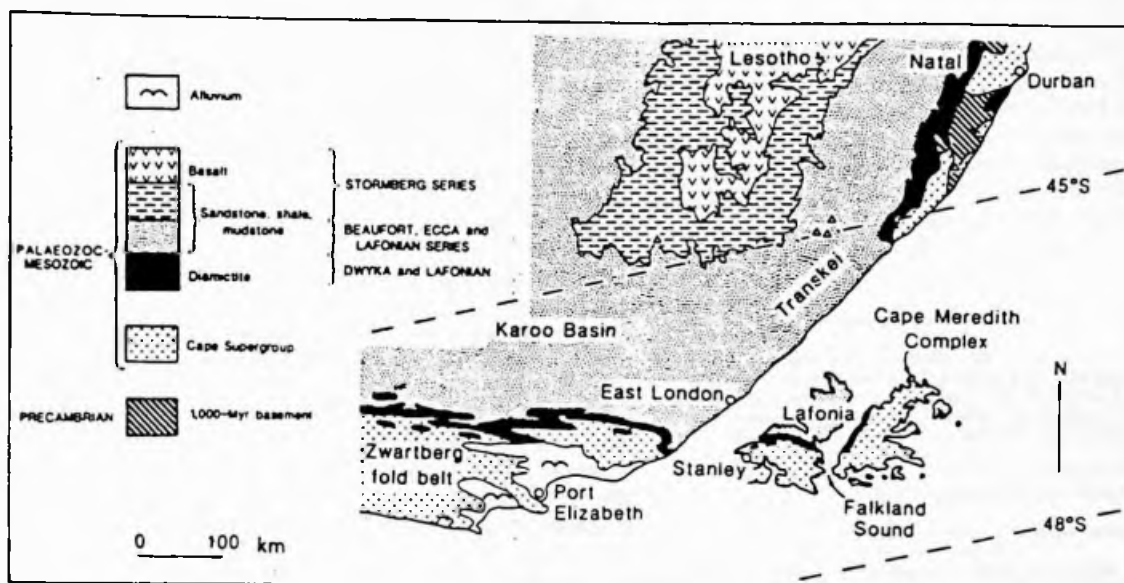 Alluvium
Basalt
STORMBERG SERIES
Sandstone, shale,
mudstone
BEAUFORT, ECCA and
LAFONIAN SERIES
PALAEOZOC-
MESOZOIC
Diamictite
DWYKA and LAFONIAN
Cape Supergroup
PRECAMBRIAN
1,000-Myr basement
0 100 km
Lesotho
Natal
Durban
45°S
Transkei
Karoo Basin
Cape Meredith
Complex
N
East London
Lafonia
Zwartberg
fold belt
Stanley
Port
Elizabeth
Falkland
Sound
48°S